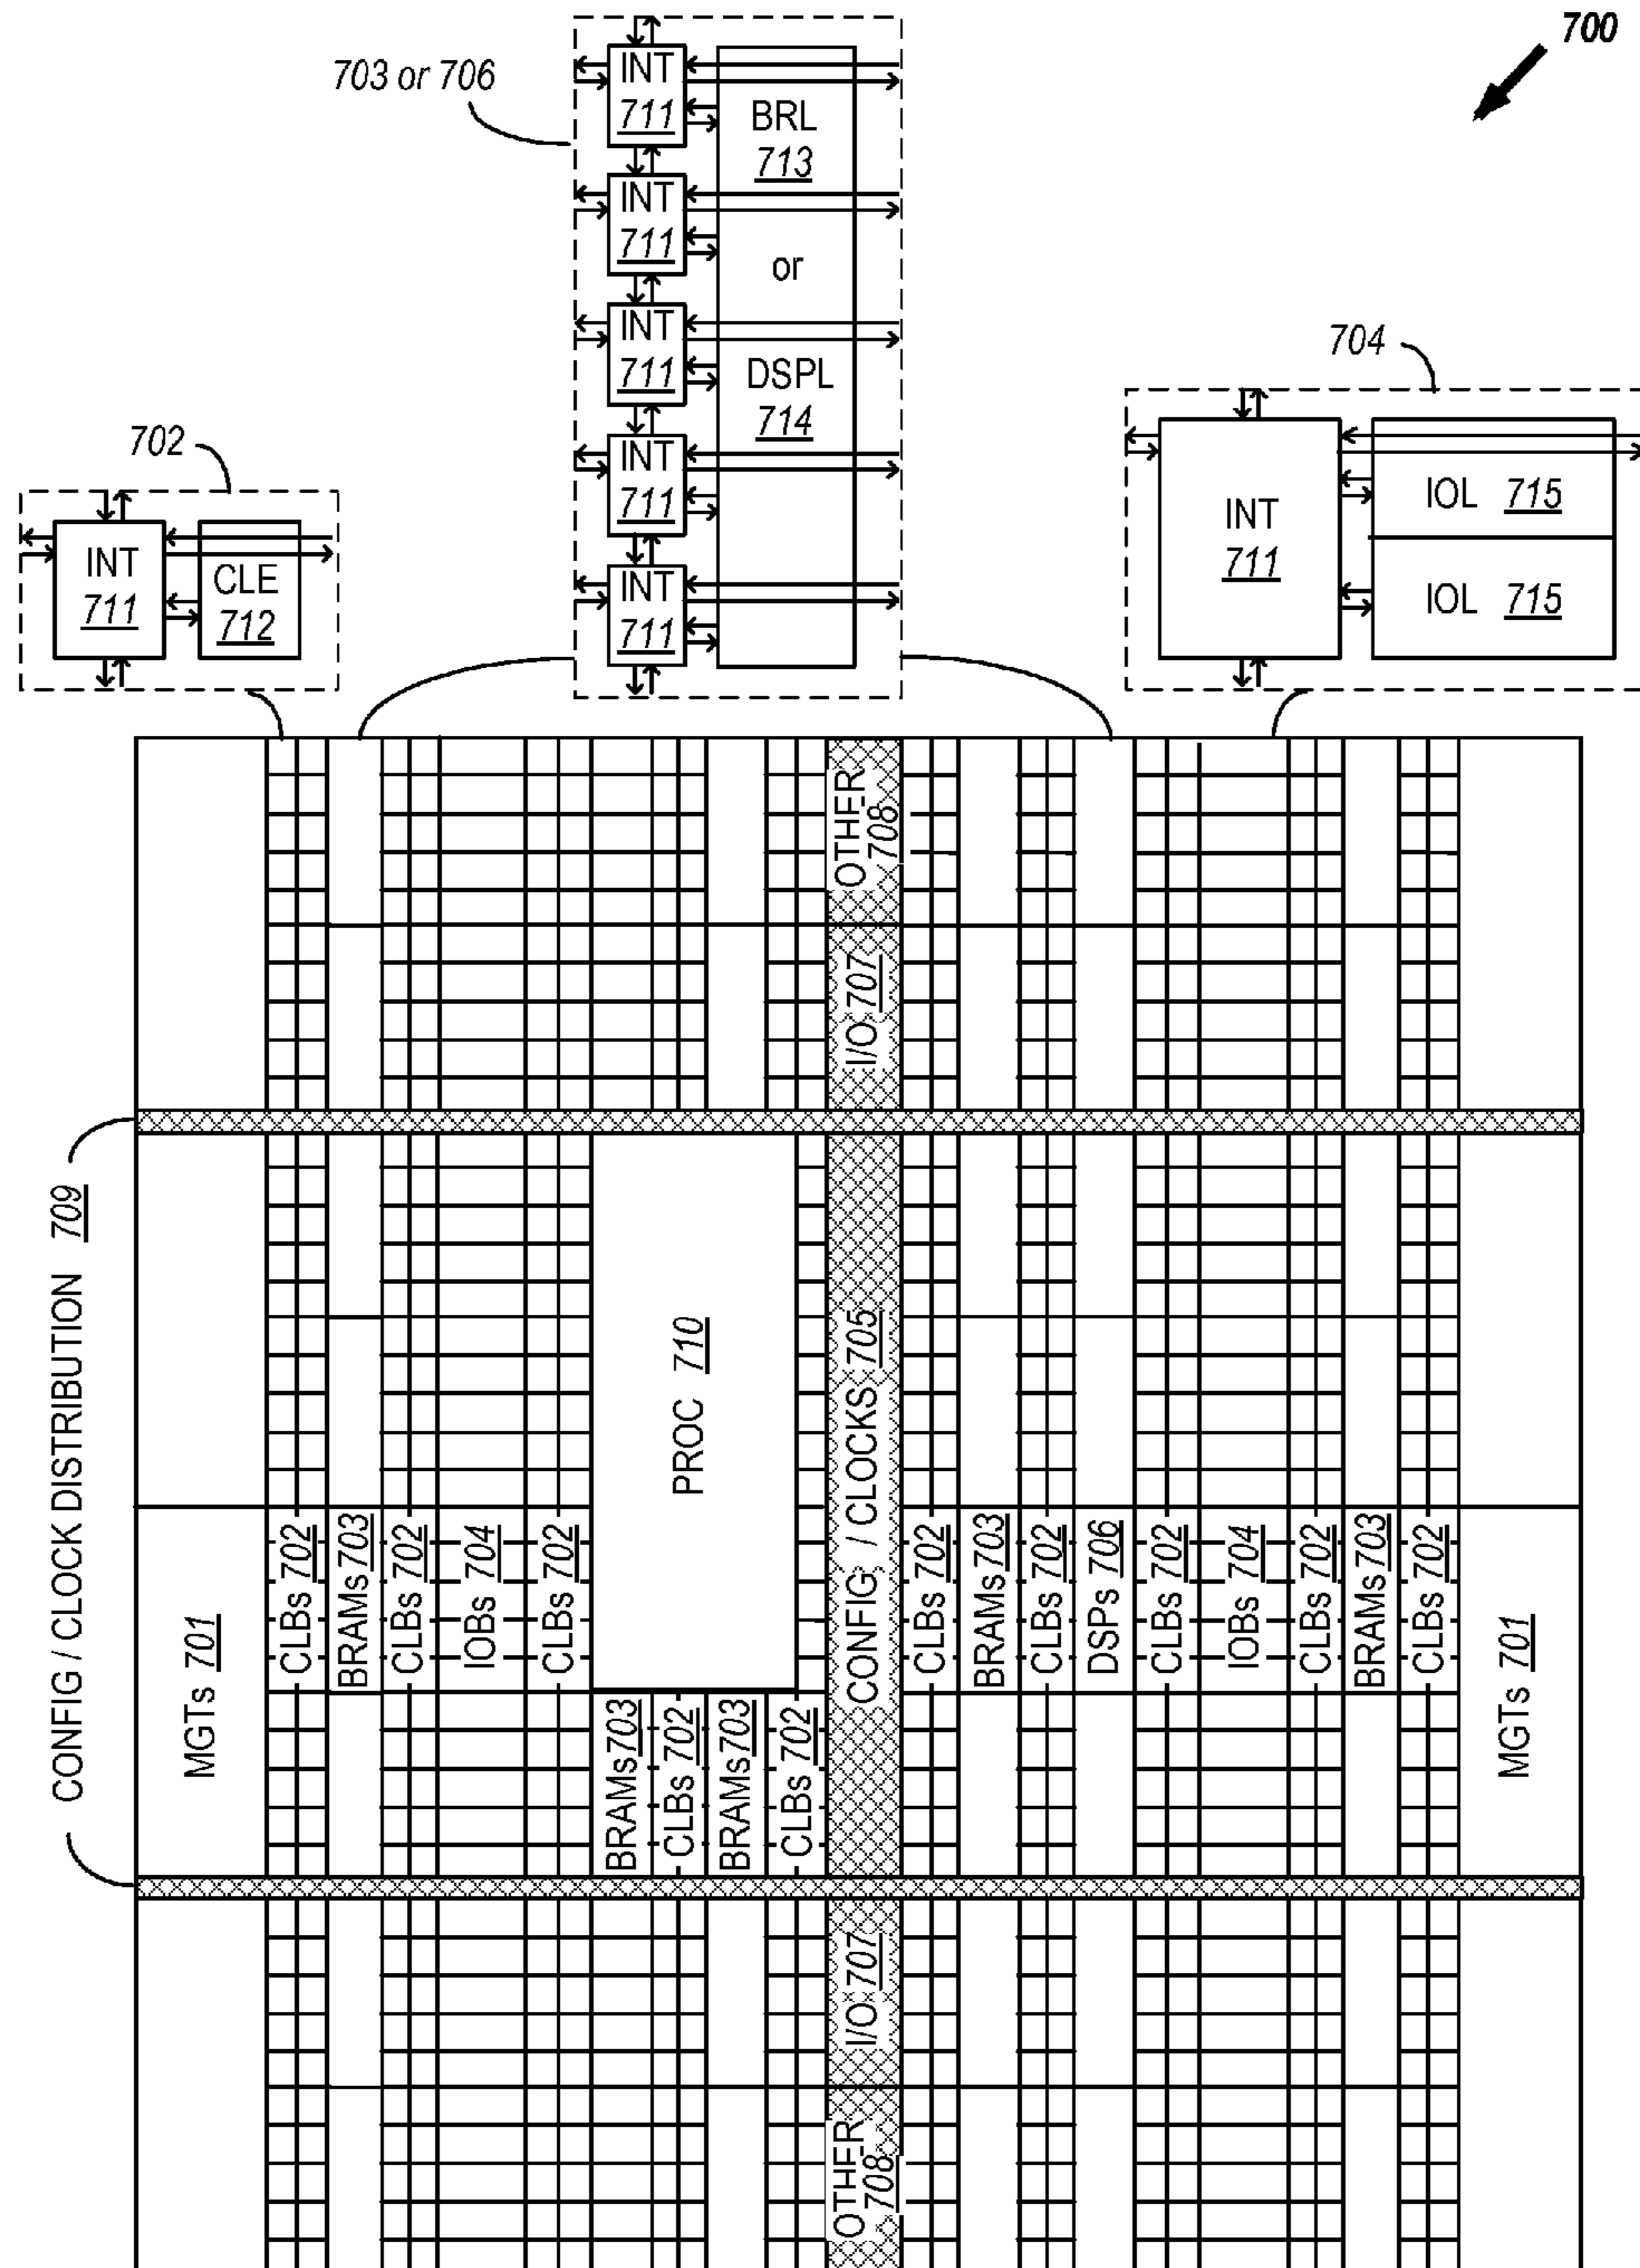 700
703 or 706
INT
711
BRL
713
INT
711
or
INT
711
DSPL
714
INT
711
INT
711
702
INT
711
CLE
712
704
INT
711
IOL 715
IOL 715
CONFIG / CLOCK DISTRIBUTION 709
MGTs 701
CLBs 702
BRAMs 703
CLBs 702
IOBs 704
CLBs 702
PROC 710
BRAMs 703
CLBs 702
BRAMs 703
CLBs 702
OTHER
708
I/O 707
CONFIG / CLOCKS 705
I/O 707
OTHER
708
CLBs 702
BRAMs 703
CLBs 702
DSPs 706
CLBs 702
IOBs 704
CLBs 702
BRAMs 703
CLBs 702
MGTs 701